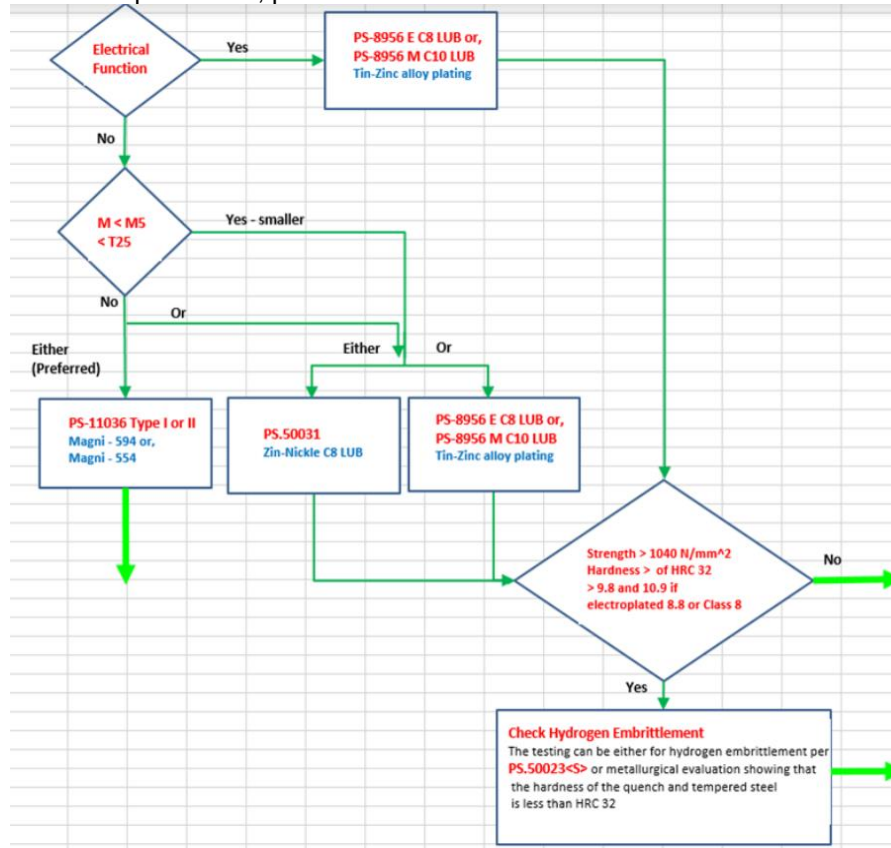 Electrical
Function
Yes
PS-8956 E C8 LUB or,
PS-8956 M C10 LUB
Tin-Zinc alloy plating
No
M < M5
< T25
Yes - smaller
No
Or
Either
(Preferred)
Either
Or
PS-11036 Type I or II
Magni - 594 or,
Magni - 554
PS.50031
Zin-Nickle C8 LUB
PS-8956 E C8 LUB or,
PS-8956 M C10 LUB
Tin-Zinc alloy plating
Strength > 1040 N/mm^2
Hardness > of HRC 32
> 9.8 and 10.9 if
electroplated 8.8 or Class 8
No
Yes
Check Hydrogen Embrittlement
The testing can be either for hydrogen embrittlement per
PS.50023<S> or metallurgical evaluation showing that
the hardness of the quench and tempered steel
is less than HRC 32